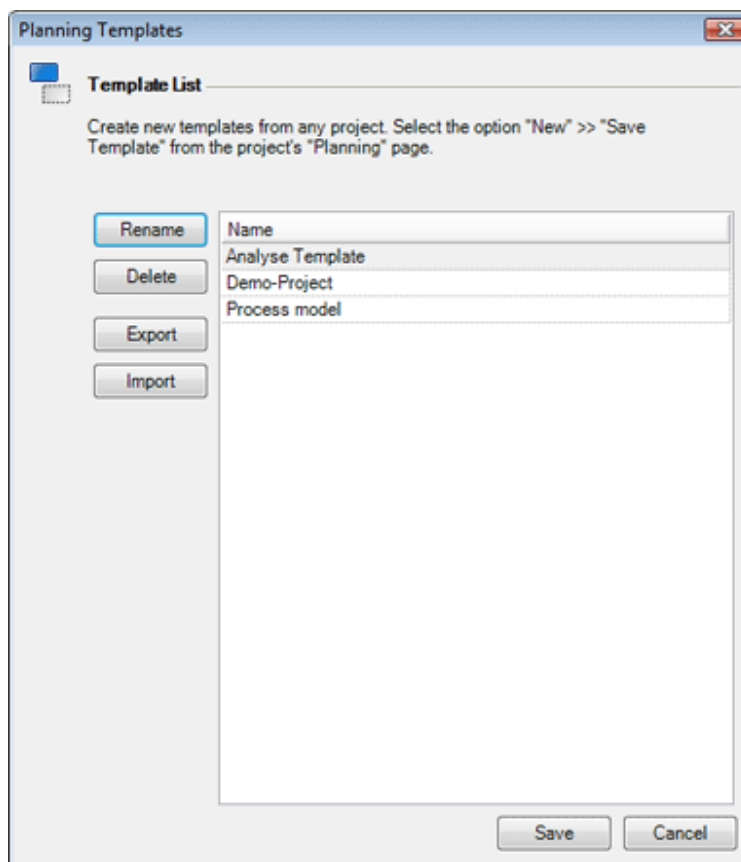 Planning Templates
Template List
Create new templates from any project. Select the option "New" >> "Save
Template" from the project's "Planning" page.
Rename
Delete
Export
Import
Name
Analyse Template
Demo-Project
Process model
Save
Cancel